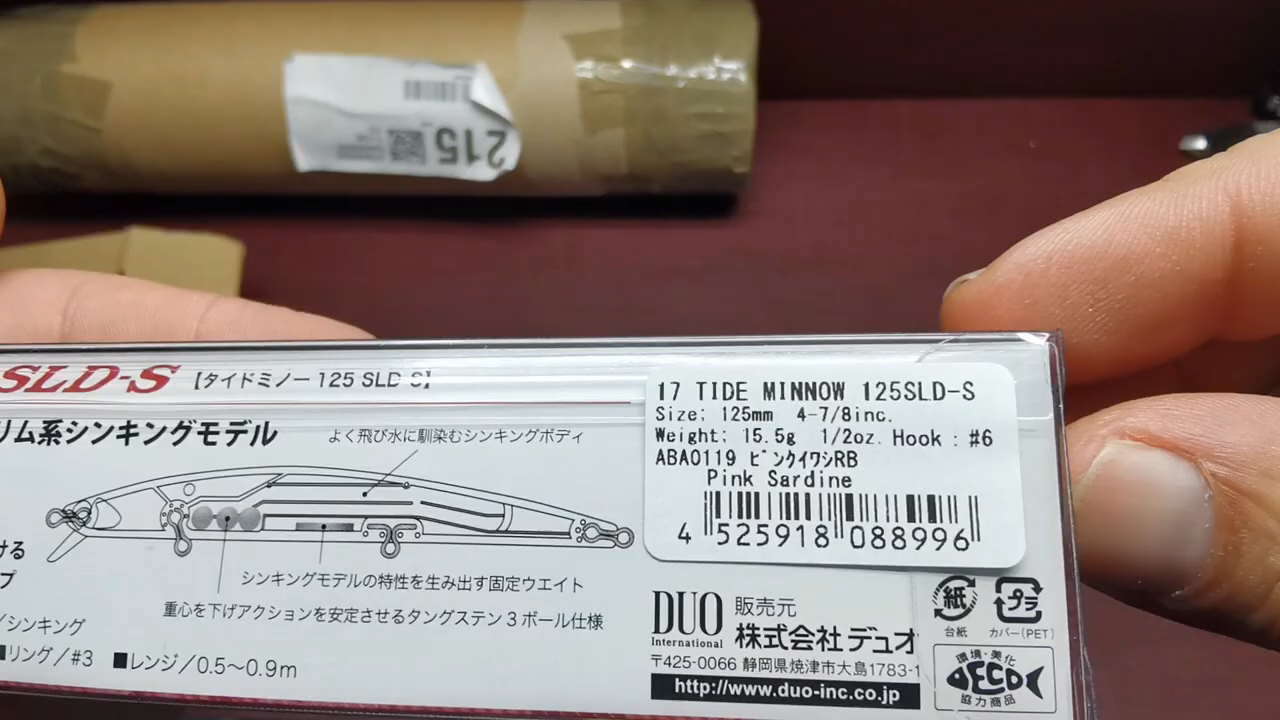 215
SLD-S 【タイドミノー 125 SLD S】
リム系シンキングモデル
よく飛び水に馴染むシンキングボディ
シンキングモデルの特性を生み出す固定ウエイト
重心を下げアクションを安定させるタングステン3ボール仕様
ける
プ
/シンキング
■リング/#3 ■レンジ/0.5〜0.9m
17 TIDE MINNOW 125SLD-S
Size: 125mm 4-7/8inc.
Weight: 15.5g 1/2oz. Hook : #6
ABA0119 ピンクイワシRB
Pink Sardine
4 525918 088996
DUO
International
販売元
株式会社 デュオ
〒425-0066 静岡県焼津市大島1783-1
http://www.duo-inc.co.jp
紙
台紙
プラ
カバー(PET)
環境・美化
ECO
協力商品